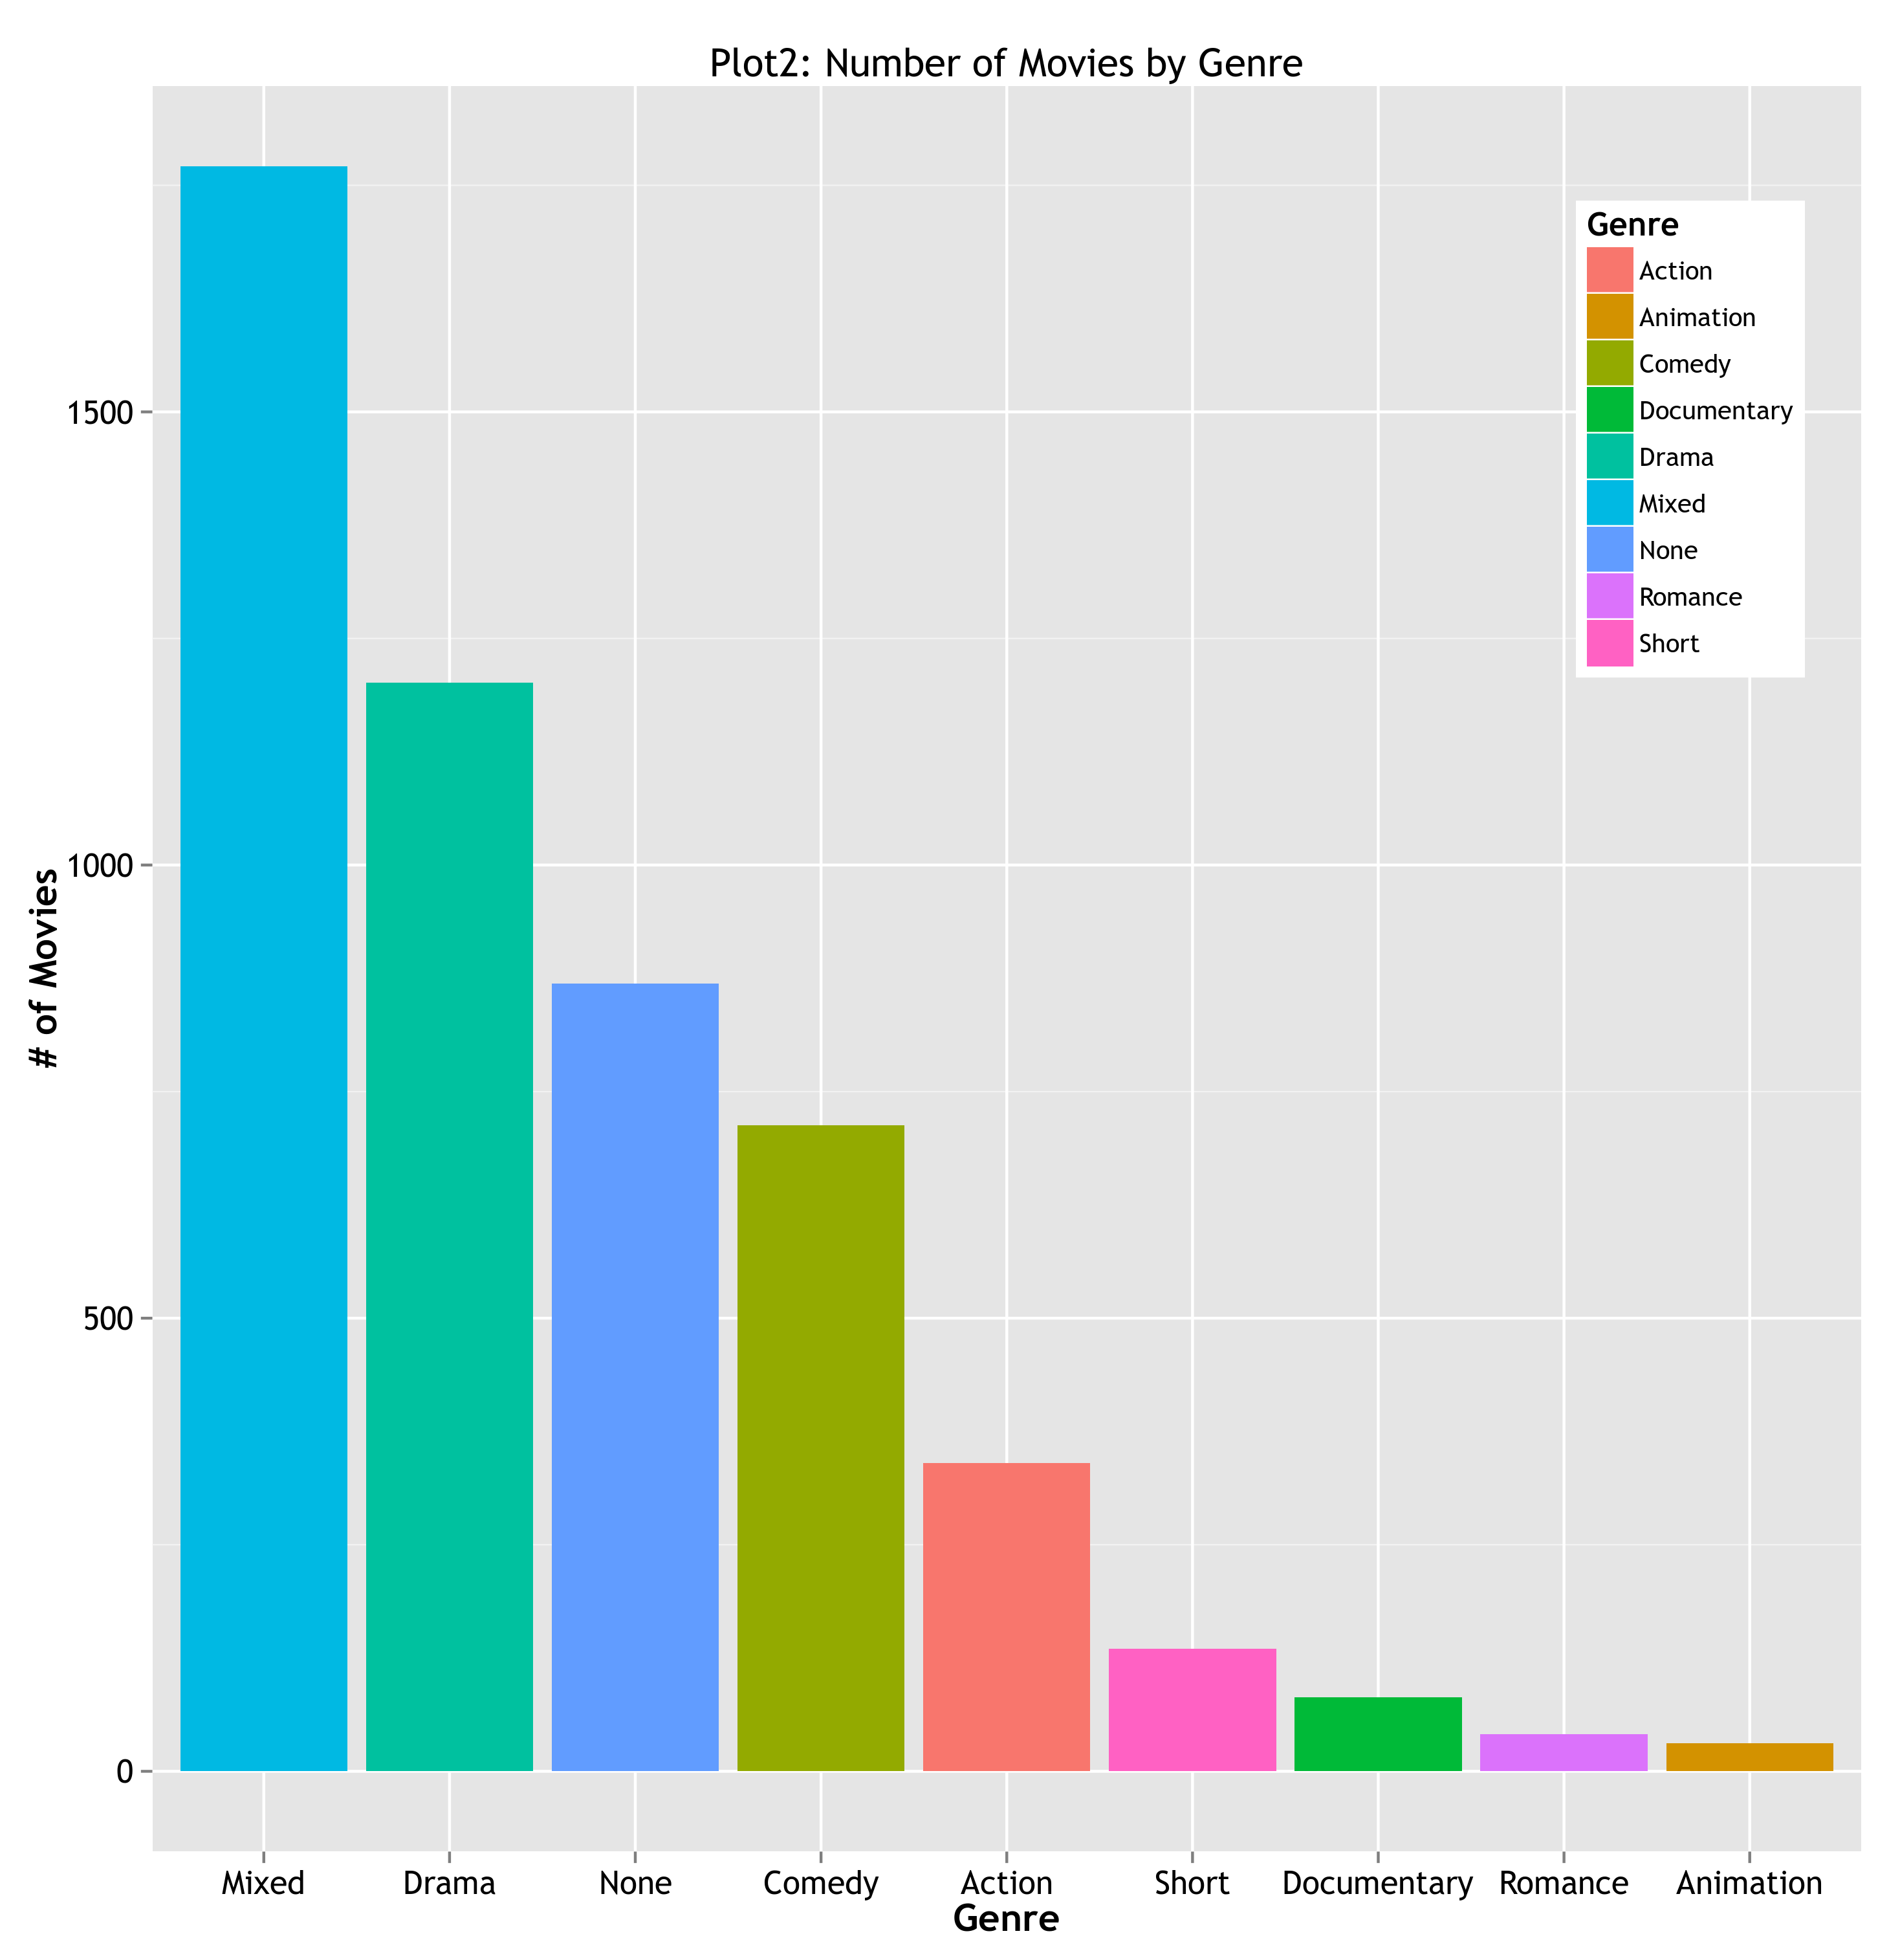 Plot2: Number of Movies by Genre
Genre
Action
Animation
Comedy
Documentary
Drama
Mixed
None
Romance
Short
# of Movies
1500
1000
500
0
Mixed Drama None Comedy Action Short Documentary Romance Animation
Genre